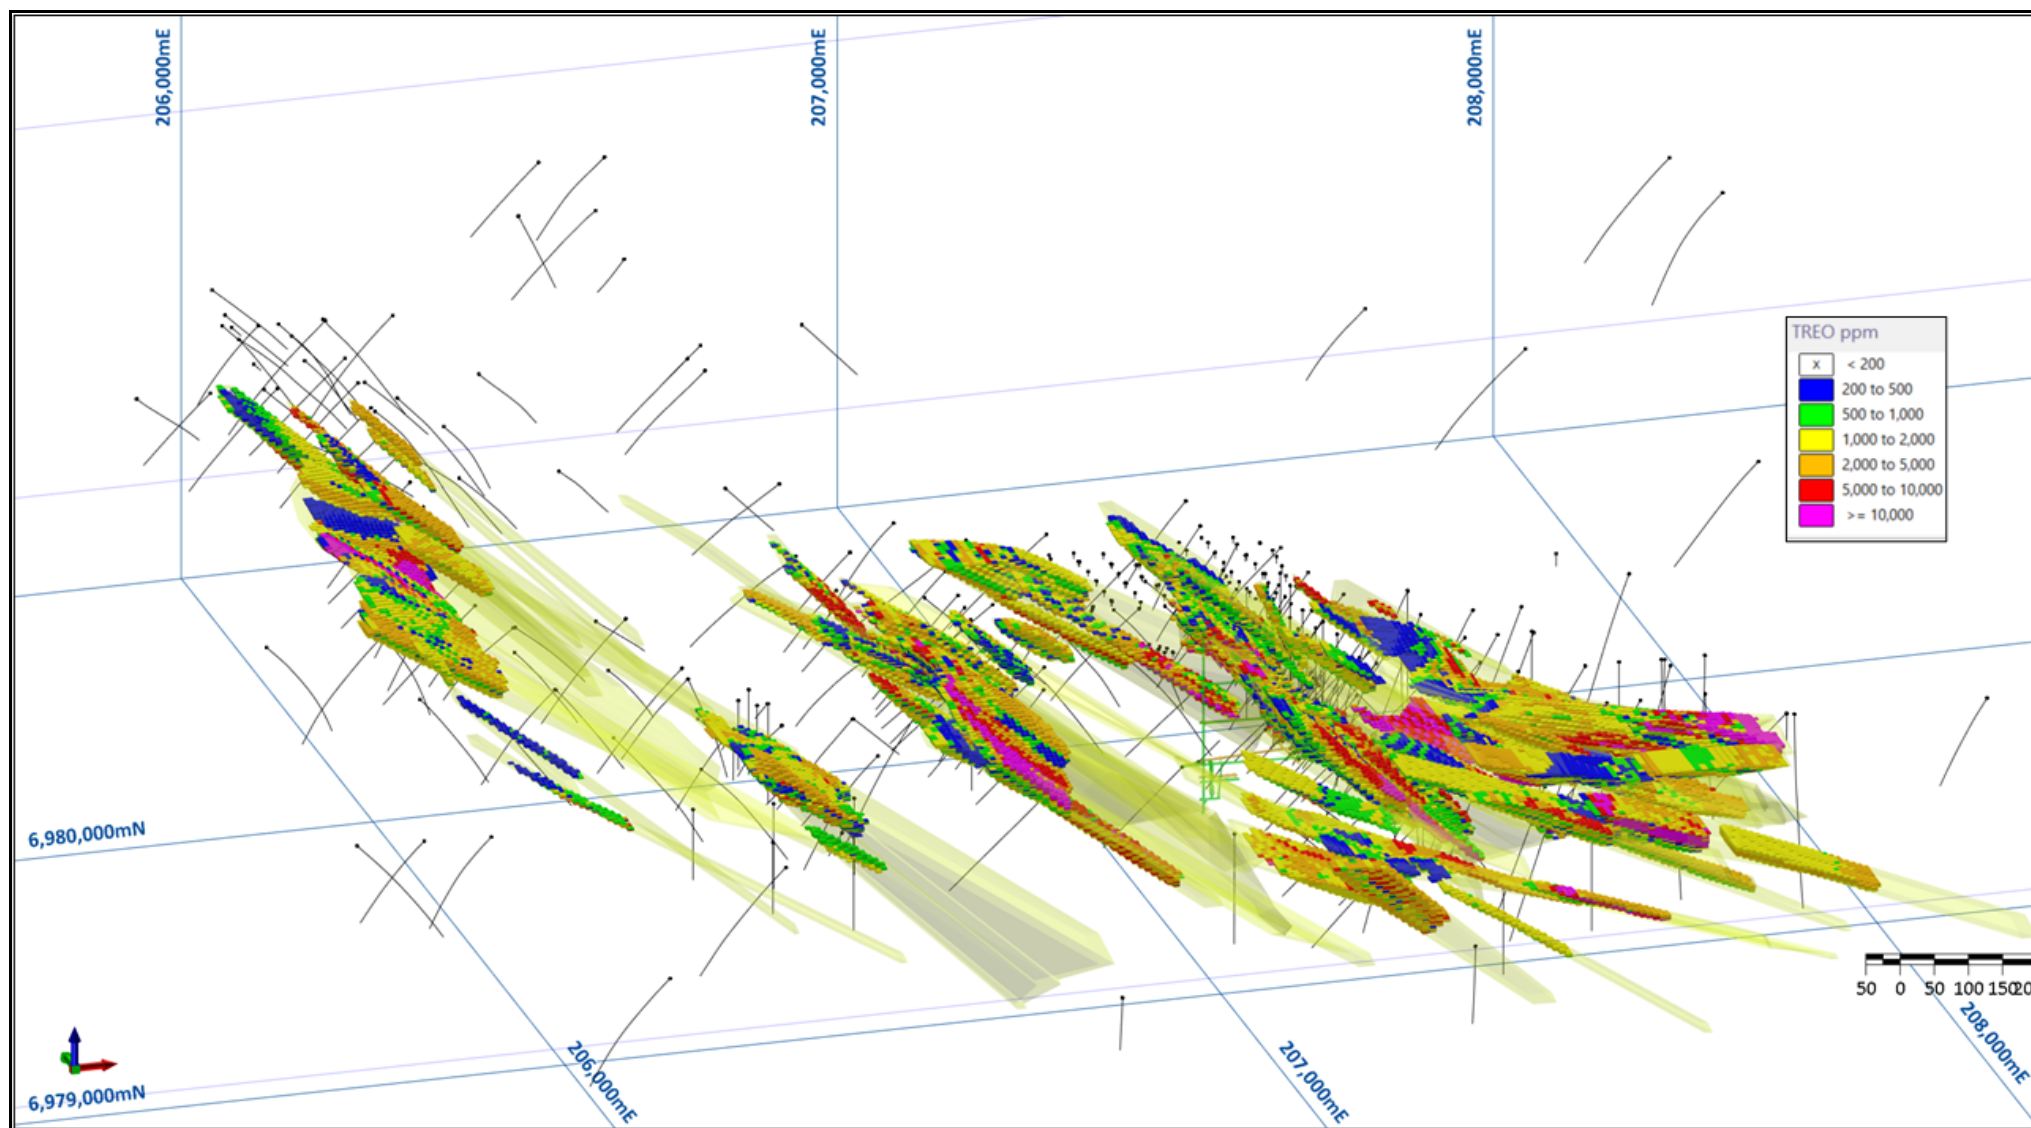 206,000mE
207,000mE
208,000mE
TREO ppm
x < 200
200 to 500
500 to 1,000
1,000 to 2,000
2,000 to 5,000
5,000 to 10,000
>= 10,000
6,980,000mN
50 0 50 100 150 20
206,000mE
207,000mE
208,000mE
6,979,000mN